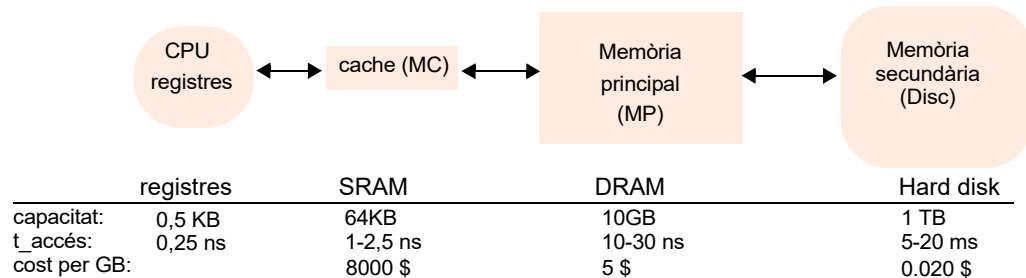 CPU
registres
cache (MC)
Memòria
principal
(MP)
Memòria
secundària
(Disc)
registres SRAM DRAM Hard disk
capacitat: 0,5 KB 64KB 10GB 1 TB
t_accés: 0,25 ns 1-2,5 ns 10-30 ns 5-20 ms
cost per GB: 8000 $ 5 $ 0.020 $